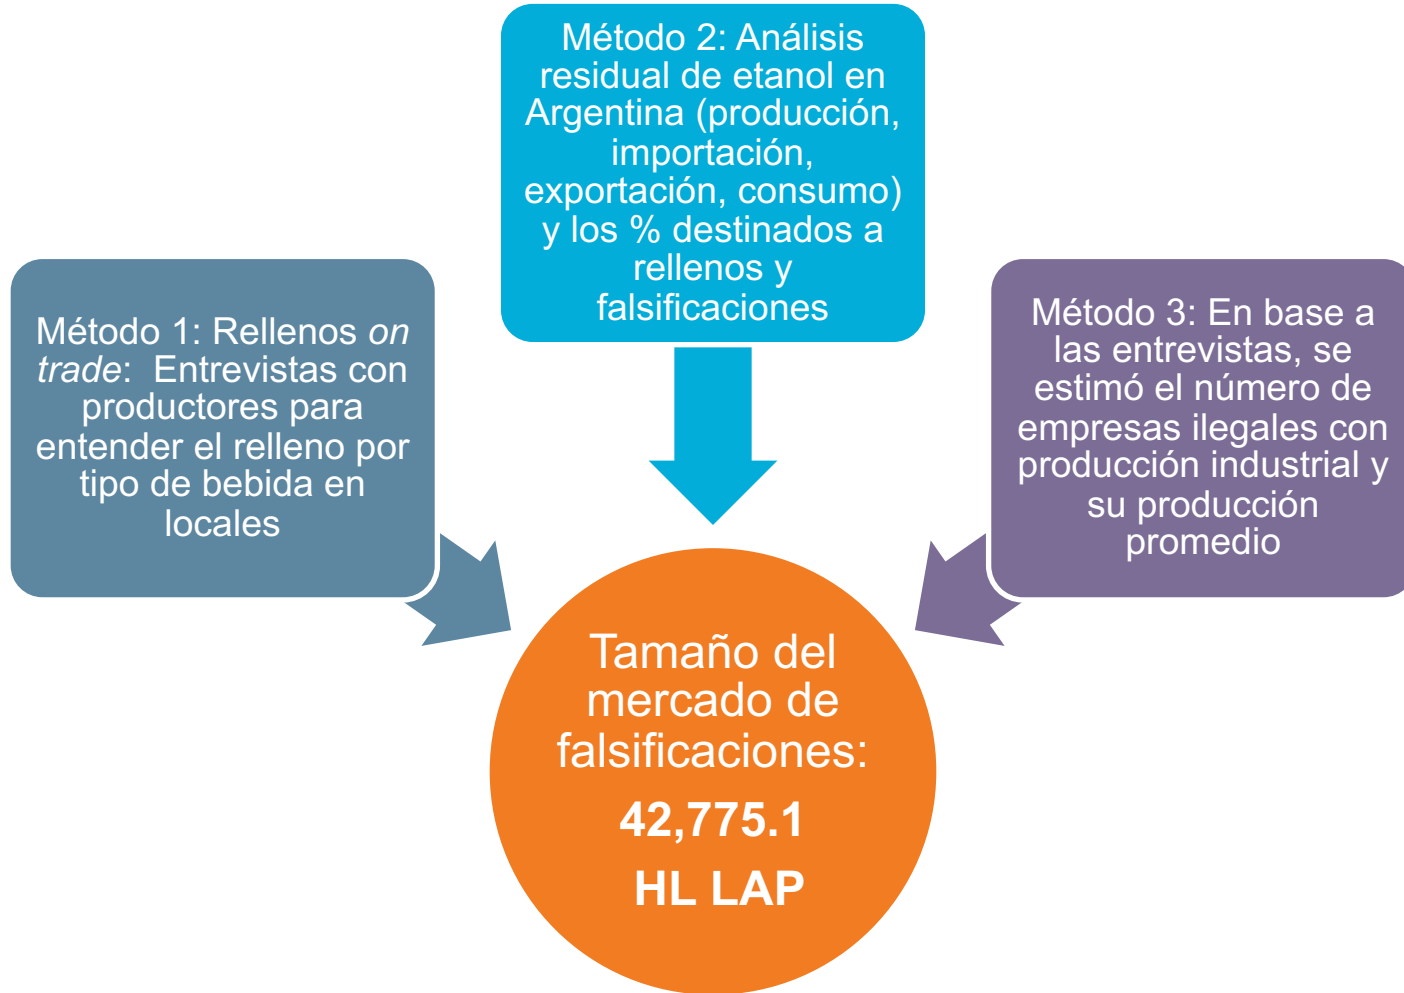 Método 2: Análisis
residual de etanol en
Argentina (producción,
importación,
exportación, consumo)
y los % destinados a
rellenos y
falsificaciones
Método 1: Rellenos on
trade:  Entrevistas con
productores para
entender el relleno por
tipo de bebida en
locales
Método 3: En base a
las entrevistas, se
estimó el número de
empresas ilegales con
producción industrial y
su producción
promedio
Tamaño del
mercado de
falsificaciones:
42,775.1
HL LAP